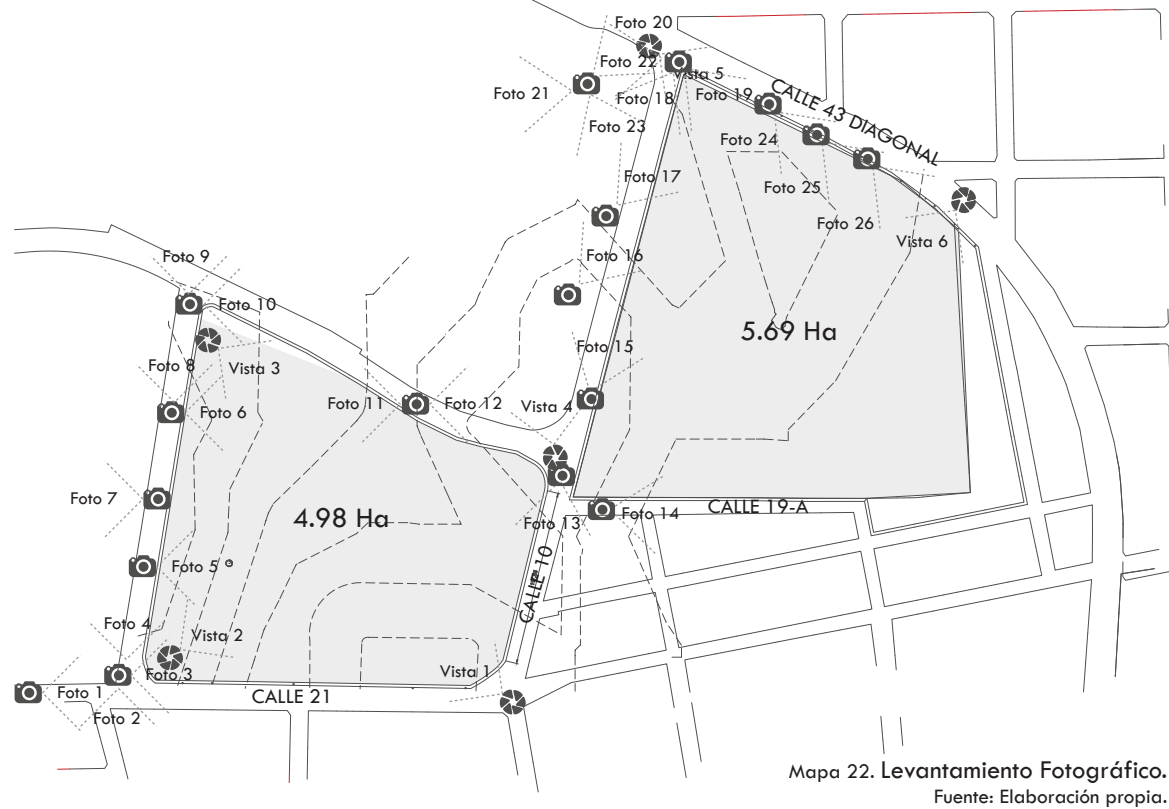 Foto 20
Foto 22
Vista 5
Foto 21
Foto 18
Foto 19
CALLE 43 DIAGONAL
Foto 23
Foto 24
Foto 17
Foto 25
Foto 26
Vista 6
Foto 16
Foto 9
Foto 10
5.69 Ha
Foto 15
Foto 8
Vista 3
Foto 11
Foto 12
Vista 4
Foto 6
Foto 7
4.98 Ha
Foto 13
Foto 14
CALLE 19-A
Foto 5
CALLE 10
Foto 4
Vista 2
Foto 3
Vista 1
Foto 1
CALLE 21
Foto 2
Mapa 22. Levantamiento Fotográfico.
Fuente: Elaboración propia.